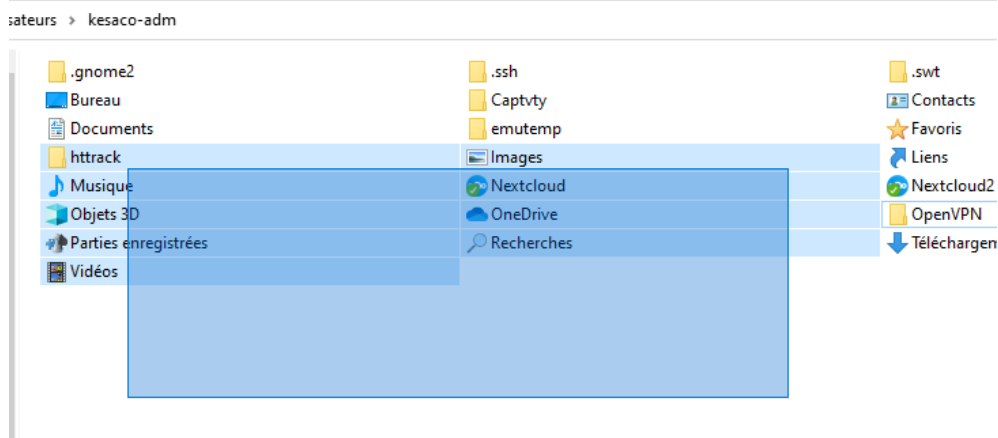 sateurs > kesaco-adm
.gnome2 .ssh .swt
Bureau Captvty Contacts
Documents emutemp Favoris
httrack Images Liens
Musique Nextcloud Nextcloud2
Objets 3D OneDrive OpenVPN
Parties enregistrées Recherches Téléchargem
Vidéos